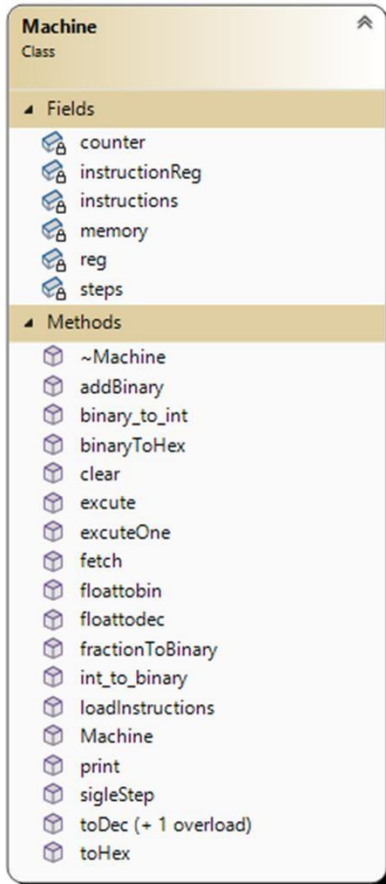 Machine
Class
Fields
counter
instructionReg
instructions
memory
reg
steps
Methods
~Machine
addBinary
binary_to_int
binaryToHex
clear
excute
excuteOne
fetch
floattobin
floattodec
fractionToBinary
int_to_binary
loadInstructions
Machine
print
sigleStep
toDec (+ 1 overload)
toHex